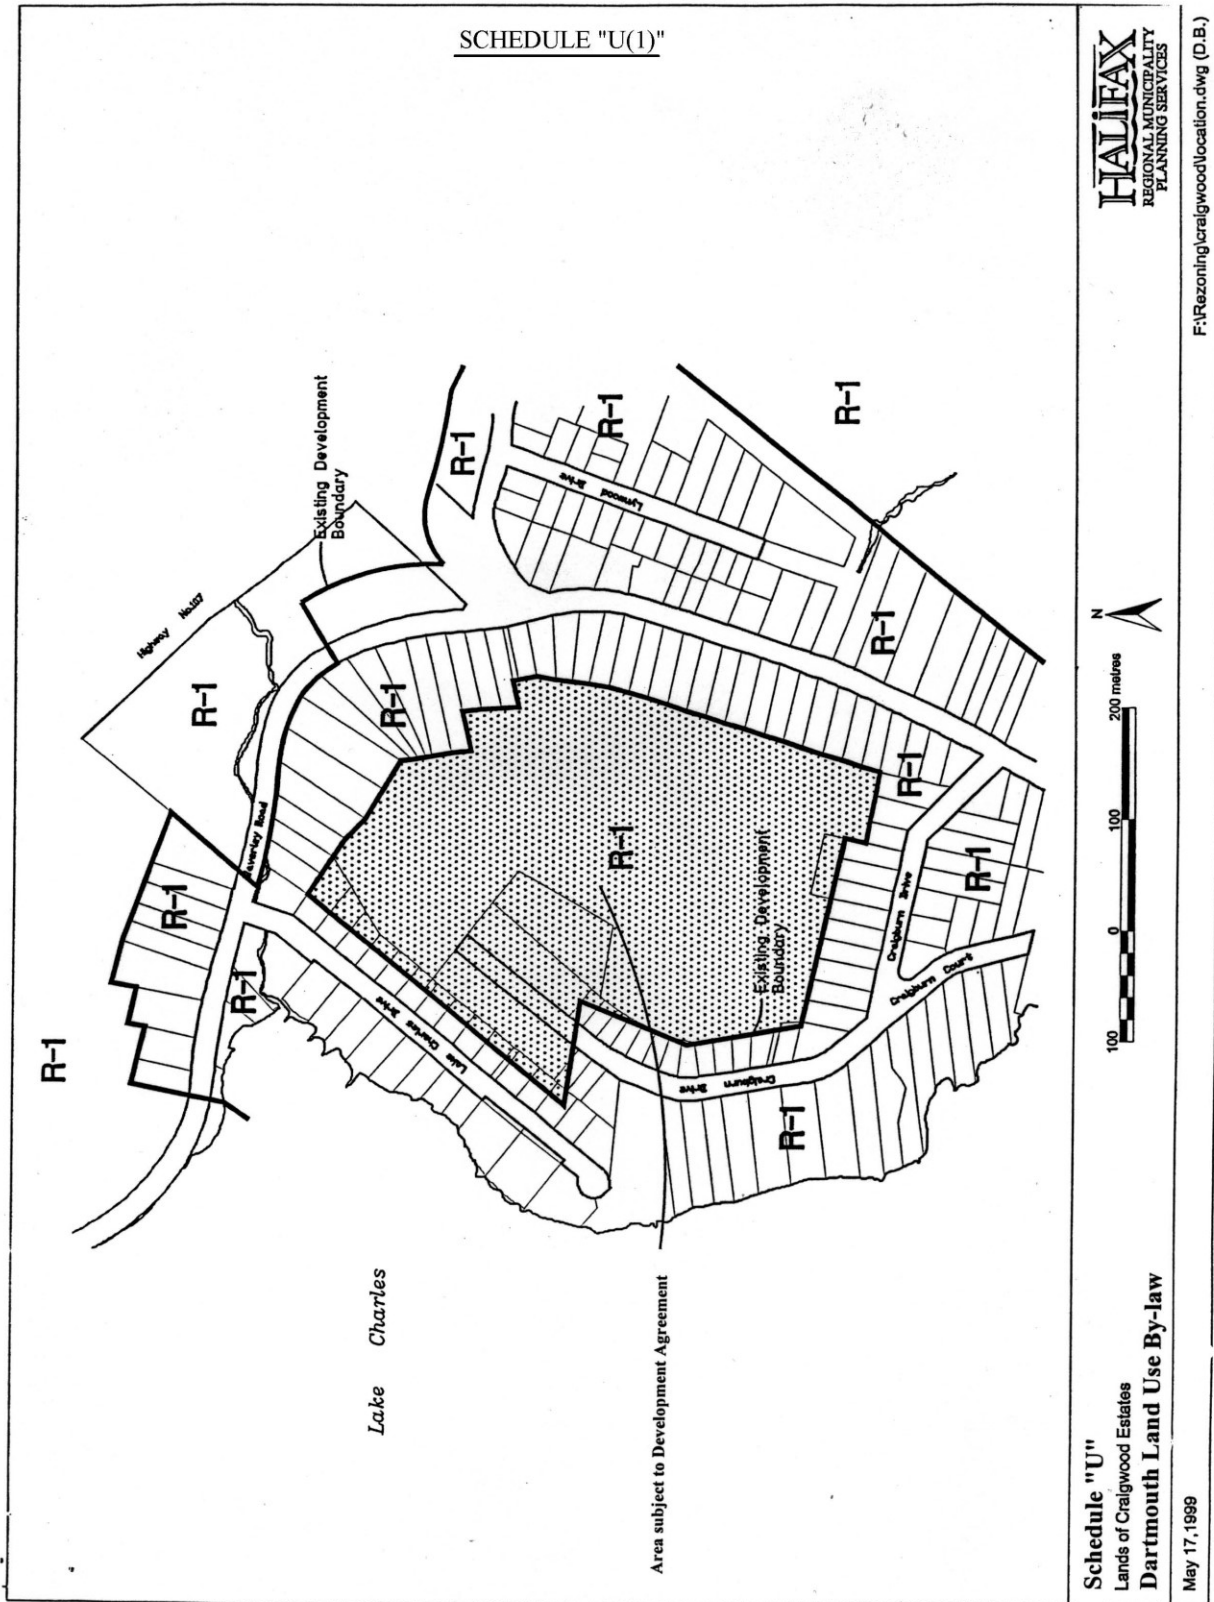 SCHEDULE "U(1)"
R-1
R-1
R-1
R-1
Highway No.107
Existing Development
Boundary
R-1
R-1
R-1
Lynwood Drive
R-1
R-1
Waverley Road
R-1
R-1
Existing Development
Boundary
R-1
R-1
R-1
Lake Charles Drive
Craigburn Drive
Craigburn Drive
Craigburn Court
Lake Charles
Area subject to Development Agreement
N
100 0 100 200 metres
Schedule "U"
Lands of Craigwood Estates
Dartmouth Land Use By-law
HALIFAX
REGIONAL MUNICIPALITY
PLANNING SERVICES
May 17,1999
F:\Rezoning\craigwood\location.dwg (D.B.)